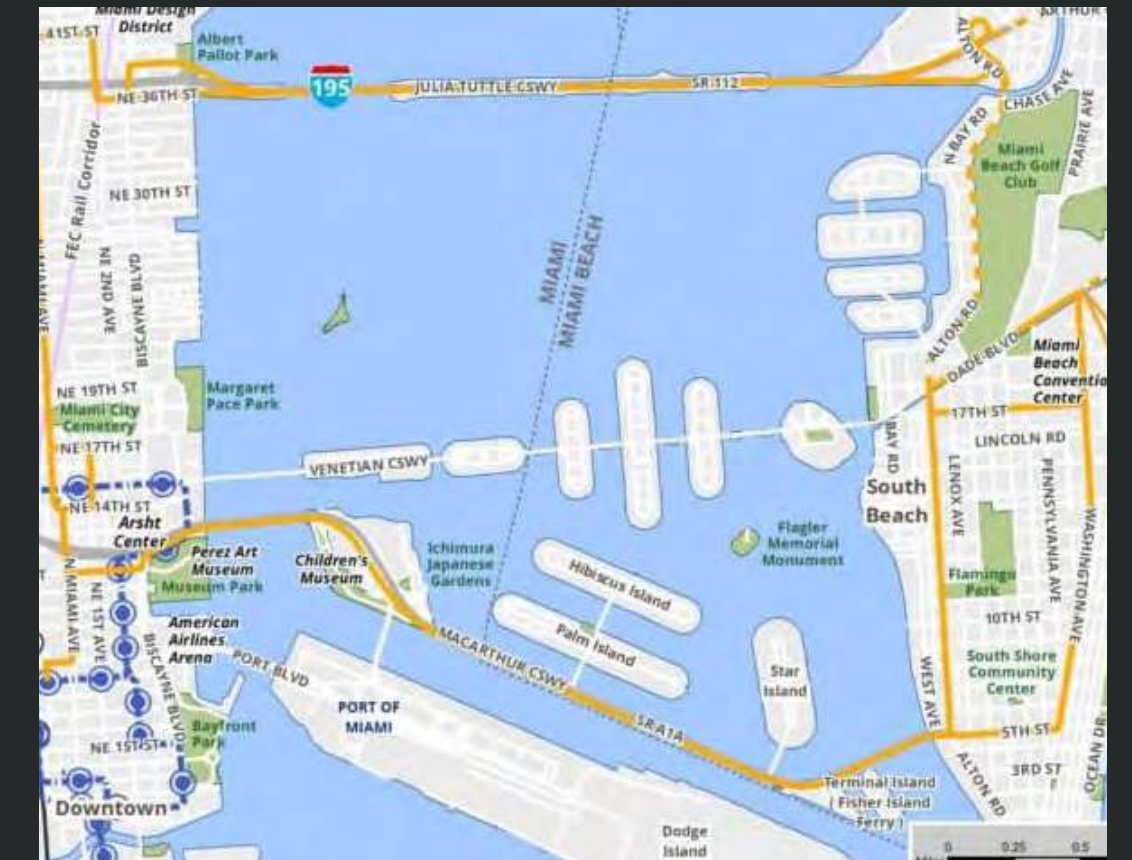 Miami Design
District
41ST ST
Albert
Pallot Park
195
JULIA TUTTLE CSWY
SR 112
ARTHUR
ALTON RD
CHASE AVE
NE 36TH ST
N BAY RD
PRAIRIE AVE
Miami
Beach Golf
Club
FEC Rail Corridor
NE 30TH ST
MIAMI
MIAMI BEACH
N MIAMI AVE
NE 2ND AVE
BISCAYNE BLVD
ALTON RD
DADE BLVD
Miami
Beach
Conventio
Center
NE 19TH ST
Miami City
Cemetery
Margaret
Pace Park
17TH ST
LINCOLN RD
NE 17TH ST
VENETIAN CSWY
BAY RD
South
Beach
LENOX AVE
PENNSYLVANIA AVE
WASHINGTON AVE
NE 14TH ST
Arsht
Center
Perez Art
Museum
Museum Park
Children's
Museum
Ichimura
Japanese
Gardens
Flagler
Memorial
Monument
Hibiscus Island
Flamingo
Park
10TH ST
N MIAMI AVE
NE 1ST AVE
American
Airlines
Arena
BISCAYNE BLVD
PORT BLVD
MACARTHUR CSWY
Palm Island
Star
Island
South Shore
Community
Center
WEST AVE
PORT OF
MIAMI
SR A1A
5TH ST
Bayfront
Park
NE 1ST ST
3RD ST
OCEAN DR
ALTON RD
Terminal Island
( Fisher Island
Ferry )
Downtown
Dodge
Island
0 0.25 0.5